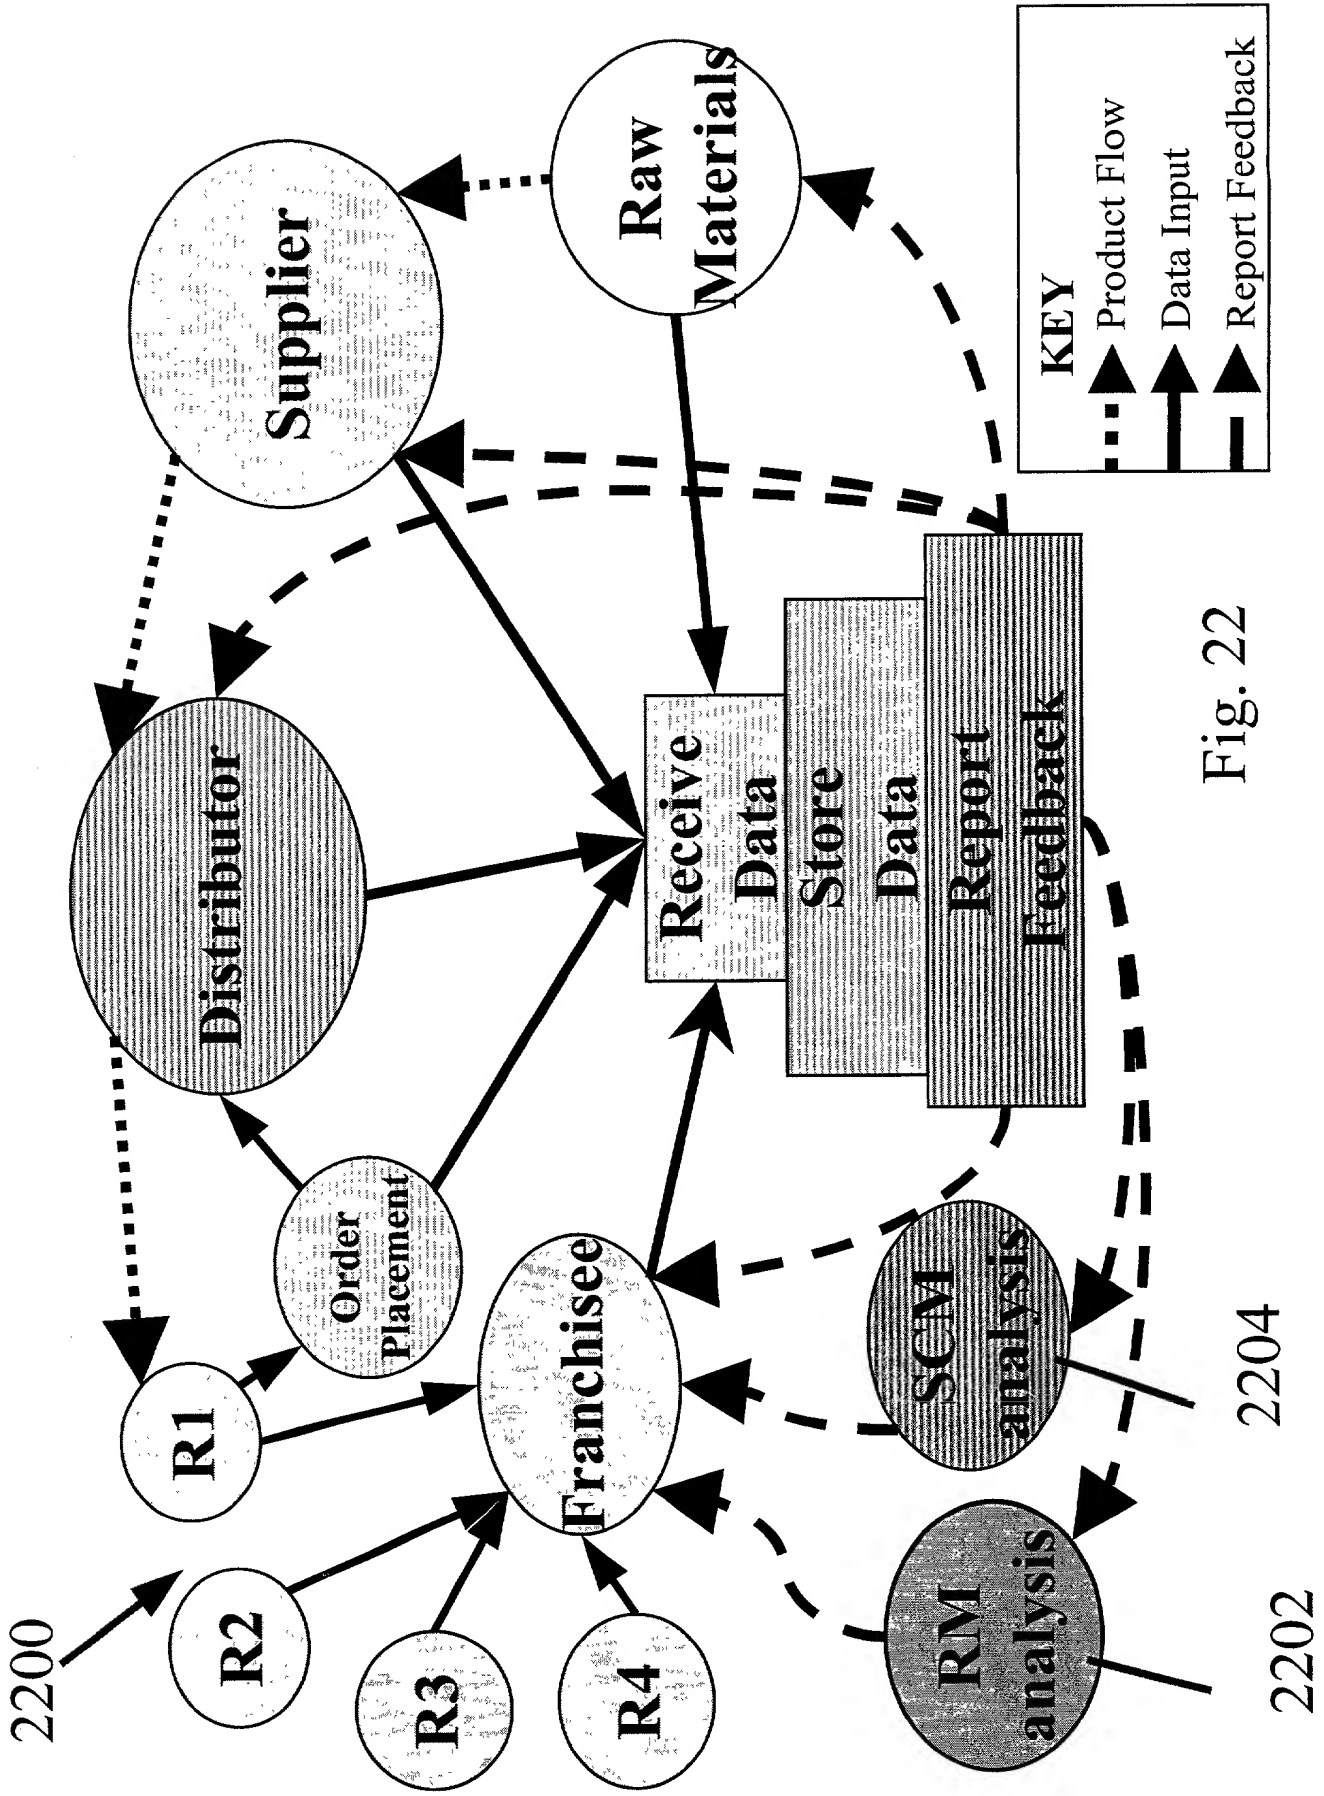 2200
R1
R2
R3
R4
Order
Placement
Distributor
Supplier
Franchisee
Raw
Materials
Receive
Data
Store
Data
Report
Feedback
RM
analysis
SCM
analysis
2202
2204
Fig. 22
KEY
Product Flow
Data Input
Report Feedback